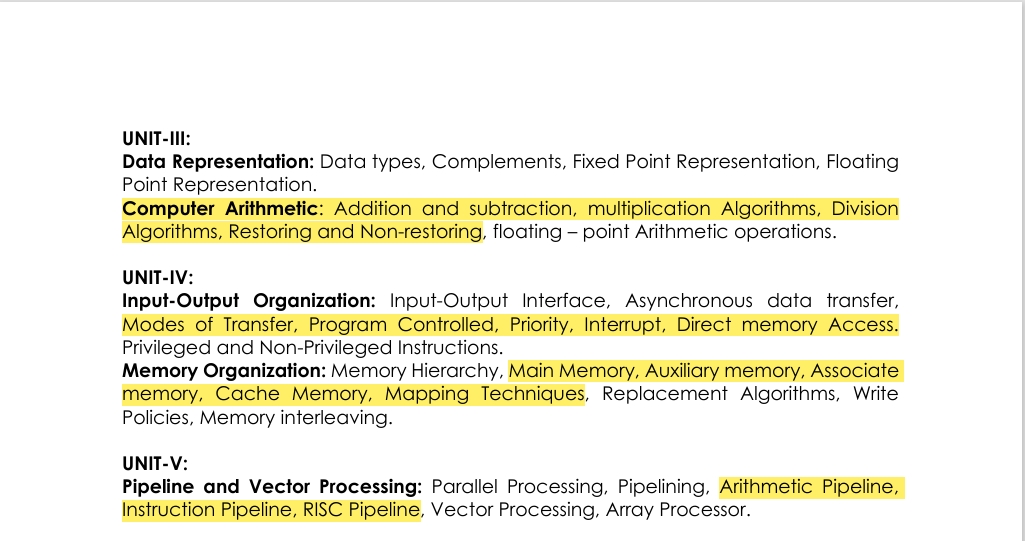 UNIT-III:
Data Representation: Data types, Complements, Fixed Point Representation, Floating
Point Representation.
Computer Arithmetic: Addition and subtraction, multiplication Algorithms, Division
Algorithms, Restoring and Non-restoring, floating – point Arithmetic operations.
UNIT-IV:
Input-Output Organization: Input-Output Interface, Asynchronous data transfer,
Modes of Transfer, Program Controlled, Priority, Interrupt, Direct memory Access.
Privileged and Non-Privileged Instructions.
Memory Organization: Memory Hierarchy, Main Memory, Auxiliary memory, Associate
memory, Cache Memory, Mapping Techniques, Replacement Algorithms, Write
Policies, Memory interleaving.
UNIT-V:
Pipeline and Vector Processing: Parallel Processing, Pipelining, Arithmetic Pipeline,
Instruction Pipeline, RISC Pipeline, Vector Processing, Array Processor.